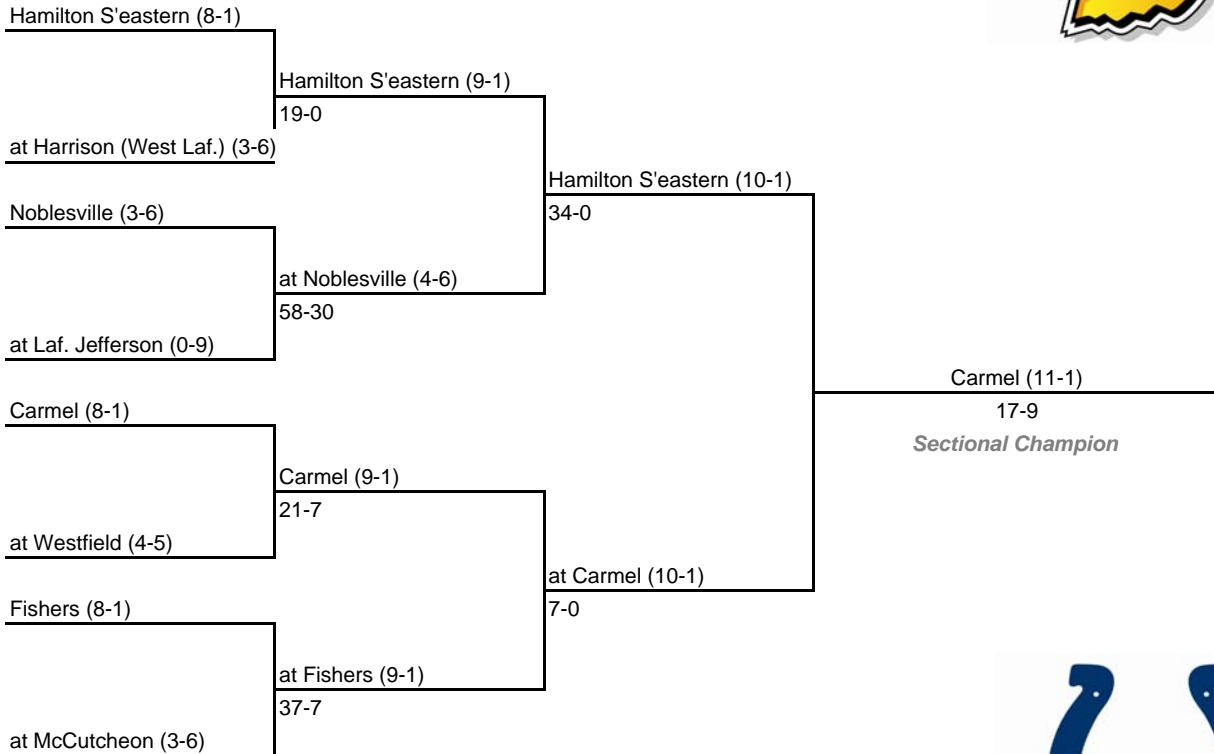 Hamilton S'eastern (8-1)
Hamilton S'eastern (9-1)
19-0
at Harrison (West Laf.) (3-6)
Hamilton S'eastern (10-1)
34-0
Noblesville (3-6)
at Noblesville (4-6)
58-30
at Laf. Jefferson (0-9)
Carmel (11-1)
17-9
Sectional Champion
Carmel (8-1)
Carmel (9-1)
21-7
at Westfield (4-5)
at Carmel (10-1)
7-0
Fishers (8-1)
at Fishers (9-1)
37-7
at McCutcheon (3-6)